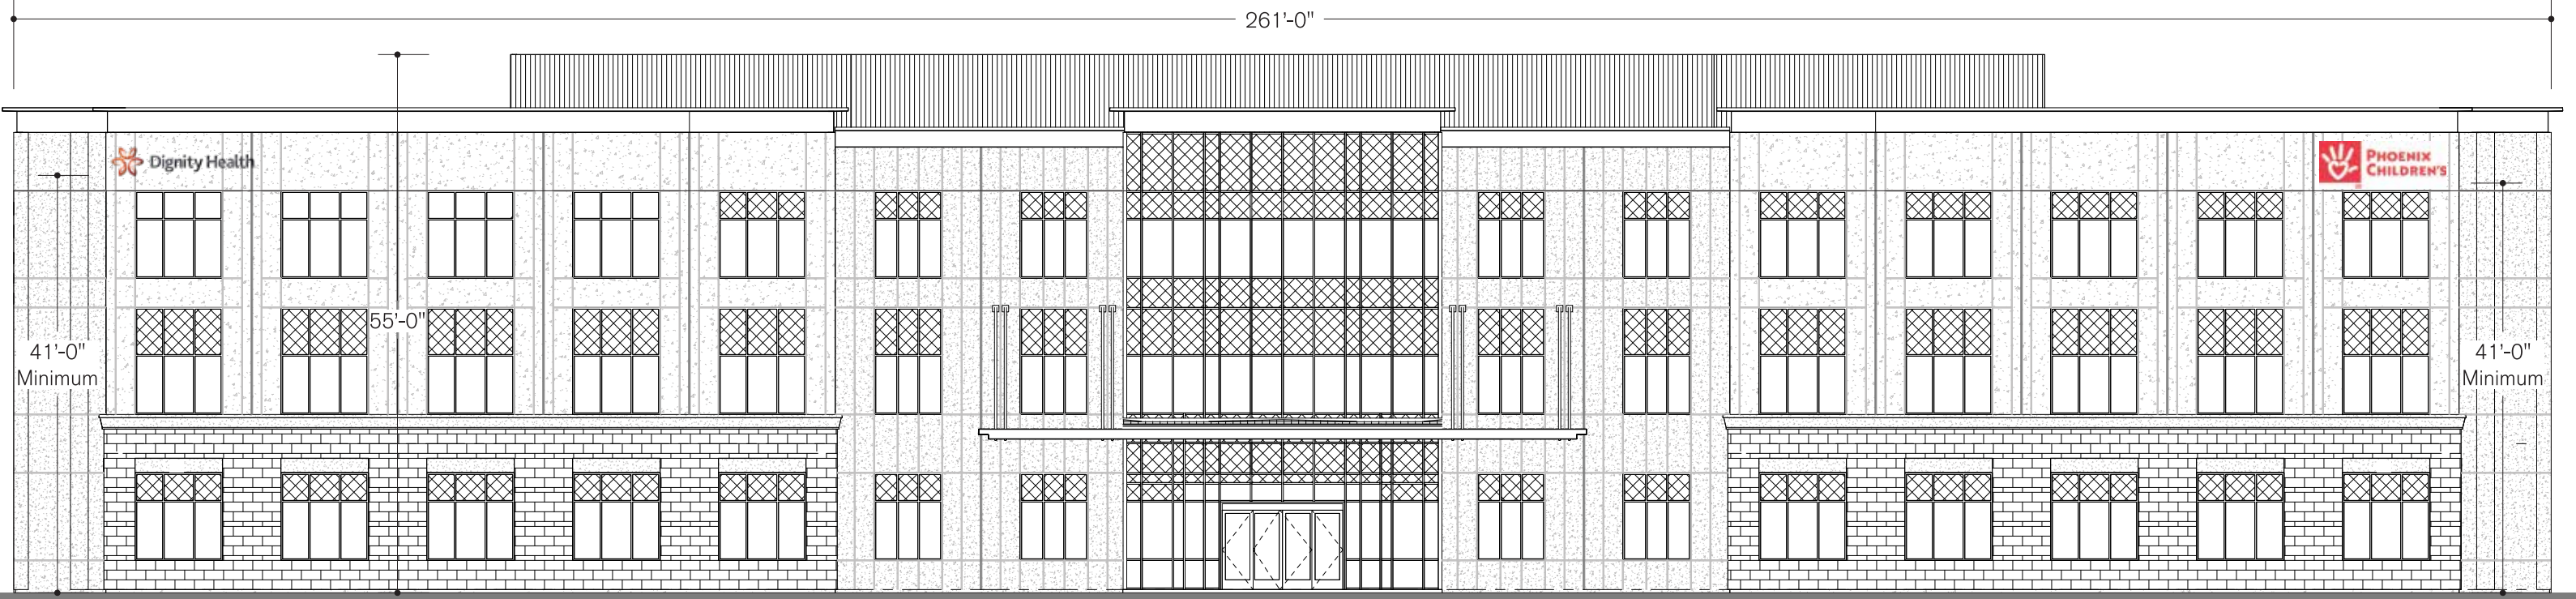 261'-0"
Dignity Health
PHOENIX
CHILDREN'S
55'-0"
41'-0"
Minimum
41'-0"
Minimum